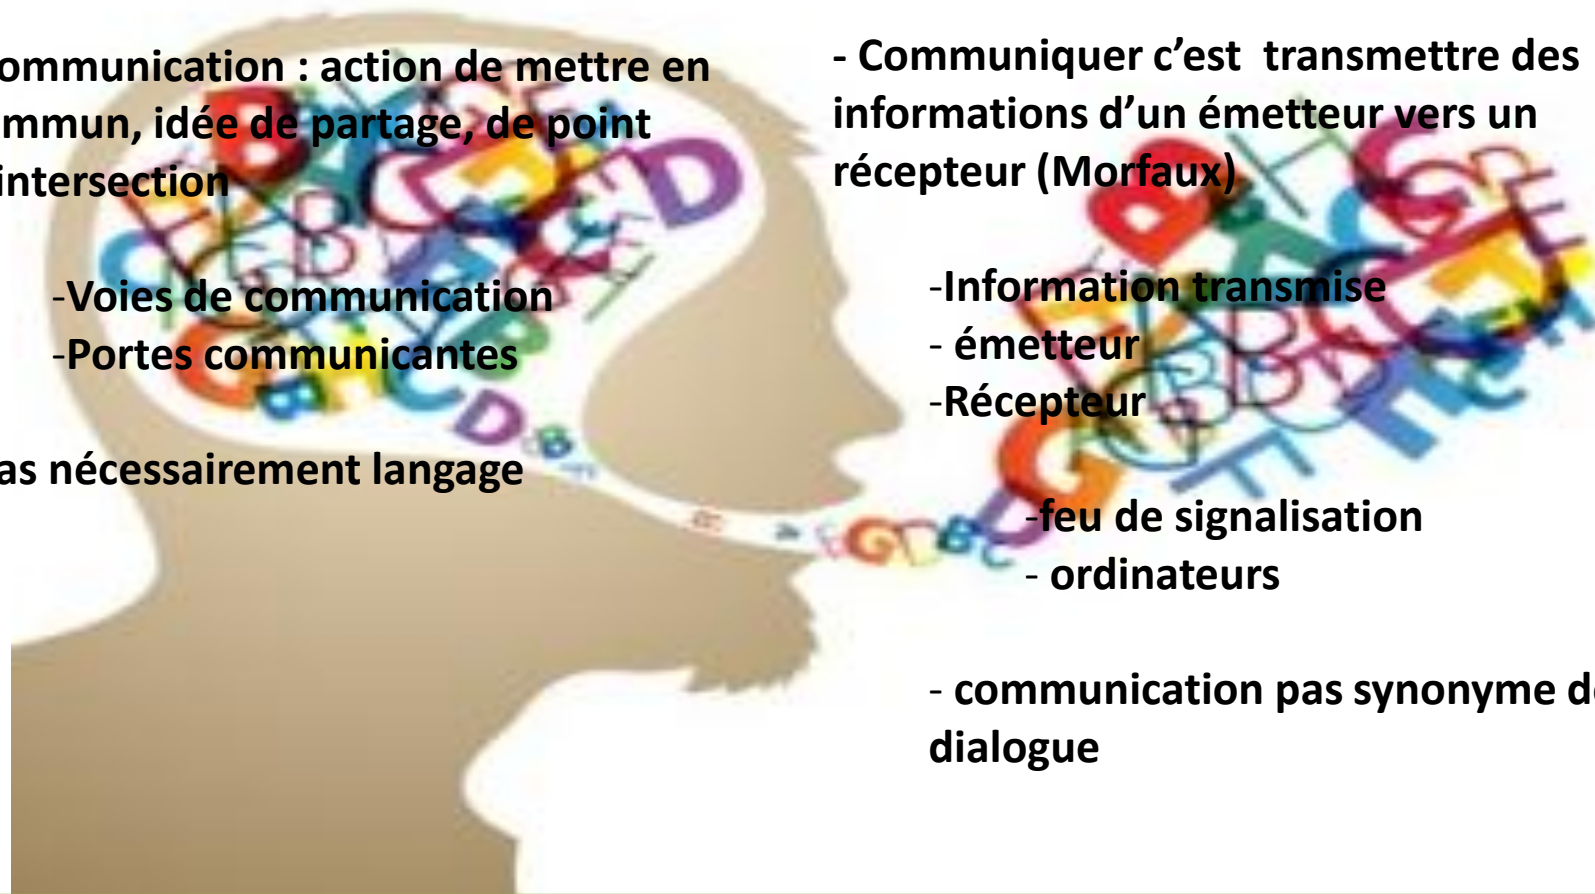 ommunication : action de mettre en
mmun, idée de partage, de point
intersection
-Voies de communication
-Portes communicantes
as nécessairement langage
- Communiquer c’est transmettre des
informations d’un émetteur vers un
récepteur (Morfaux)
-Information transmise
- émetteur
-Récepteur
-feu de signalisation
- ordinateurs
- communication pas synonyme de
dialogue